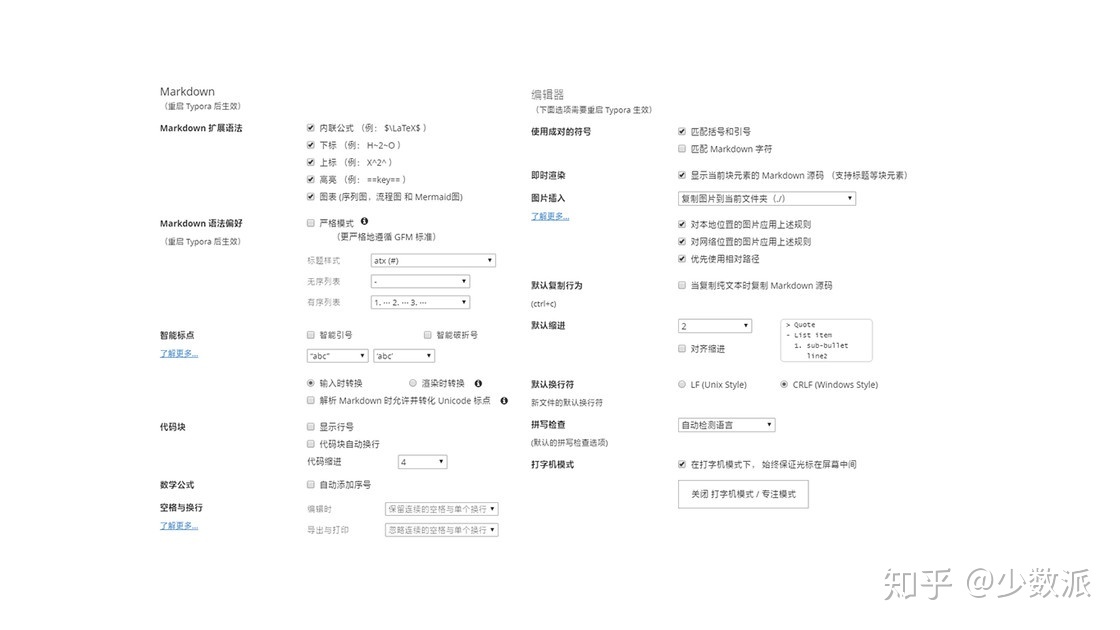 Markdown
（重启 Typora 后生效）
Markdown 扩展语法
内联公式 （例： $\LaTeX$ ）
下标 （例： H~2~O ）
上标 （例： X^2^ ）
高亮 （例： ==key== ）
图表 (序列图，流程图 和 Mermaid图)
Markdown 语法偏好
（重启 Typora 后生效）
严格模式
（更严格地遵循 GFM 标准）
标题样式 atx (#)
无序列表 -
有序列表 1. ··· 2. ··· 3. ···
智能标点
了解更多...
智能引号 智能破折号
“abc” ‘abc’
输入时转换 渲染时转换
解析 Markdown 时允许并转化 Unicode 标点
代码块
显示行号
代码块自动换行
代码缩进 4
数学公式
自动添加序号
空格与换行
了解更多...
编辑时 保留连续的空格与单个换行
导出与打印 忽略连续的空格与单个换行
编辑器
（下面选项需要重启 Typora 生效）
使用成对的符号
匹配括号和引号
匹配 Markdown 字符
即时渲染
显示当前块元素的 Markdown 源码 （支持标题等块元素）
图片插入
了解更多...
复制图片到当前文件夹（./）
对本地位置的图片应用上述规则
对网络位置的图片应用上述规则
优先使用相对路径
默认复制行为
(ctrl+c)
当复制纯文本时复制 Markdown 源码
默认缩进
2
对齐缩进
> Quote
- List item
1. sub-bullet
line2
默认换行符
新文件的默认换行符
LF (Unix Style) CRLF (Windows Style)
拼写检查
(默认的拼写检查选项)
自动检测语言
打字机模式
在打字机模式下， 始终保证光标在屏幕中间
关闭 打字机模式 / 专注模式
知乎 @少数派